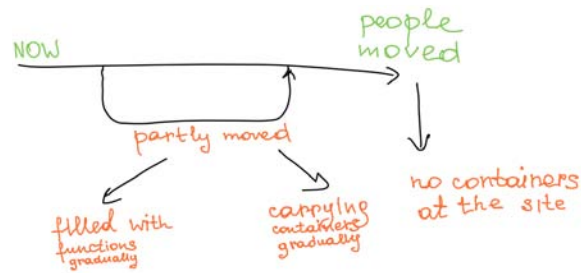 NOW
people
moved
partly moved
filled with
functions
gradually
carrying
containers
gradually
no containers
at the site